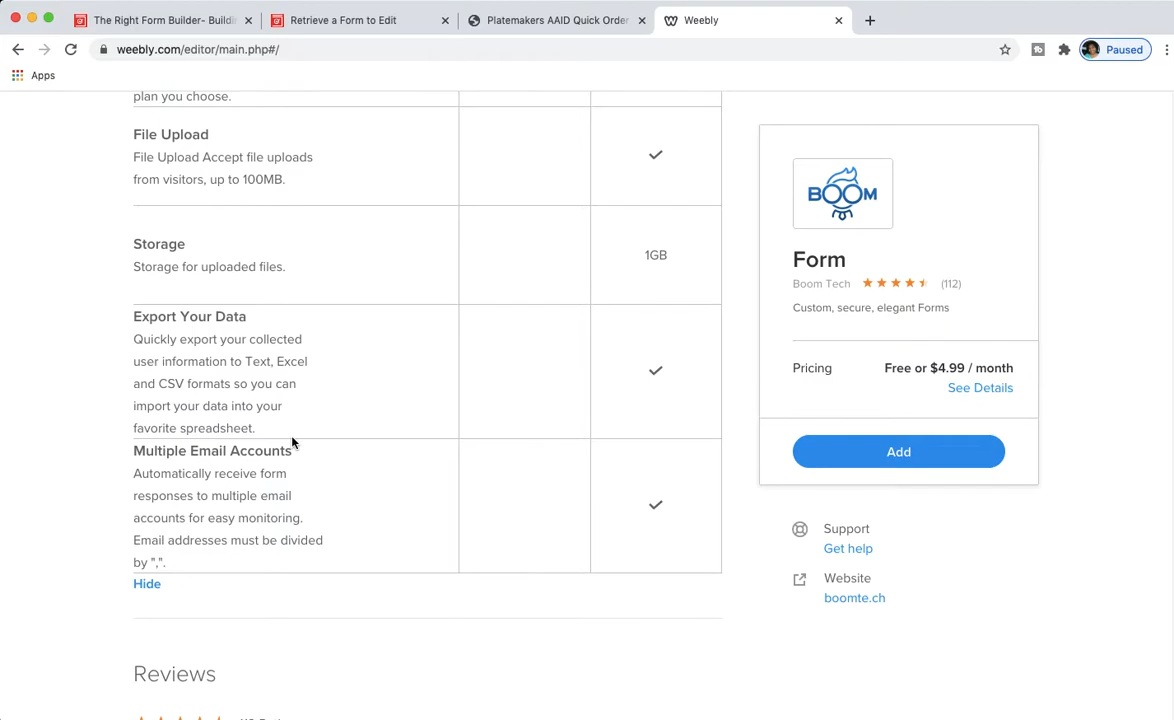 The Right Form Builder- Buildi
Retrieve a Form to Edit
Platemakers AAID Quick Order
Weebly
weebly.com/editor/main.php#/
Paused
Apps
plan you choose.
File Upload
File Upload Accept file uploads
from visitors, up to 100MB.
Storage
Storage for uploaded files.
1GB
Export Your Data
Quickly export your collected
user information to Text, Excel
and CSV formats so you can
import your data into your
favorite spreadsheet.
Multiple Email Accounts
Automatically receive form
responses to multiple email
accounts for easy monitoring.
Email addresses must be divided
by ",".
Hide
Reviews
BOOM
Form
Boom Tech (112)
Custom, secure, elegant Forms
Pricing Free or $4.99 / month
See Details
Add
Support
Get help
Website
boomte.ch